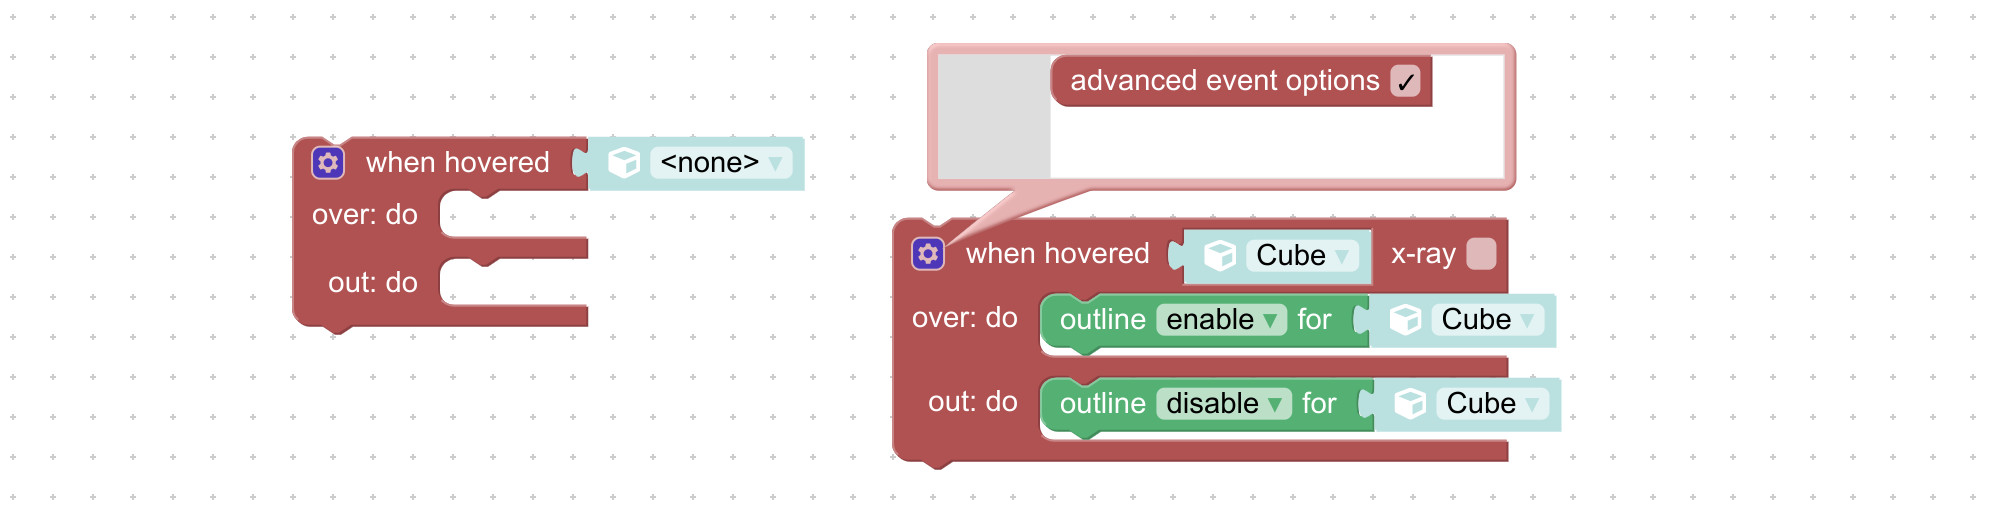 when hovered <none>
over: do
out: do
advanced event options ✓
when hovered Cube x-ray
over: do outline enable for Cube
out: do outline disable for Cube